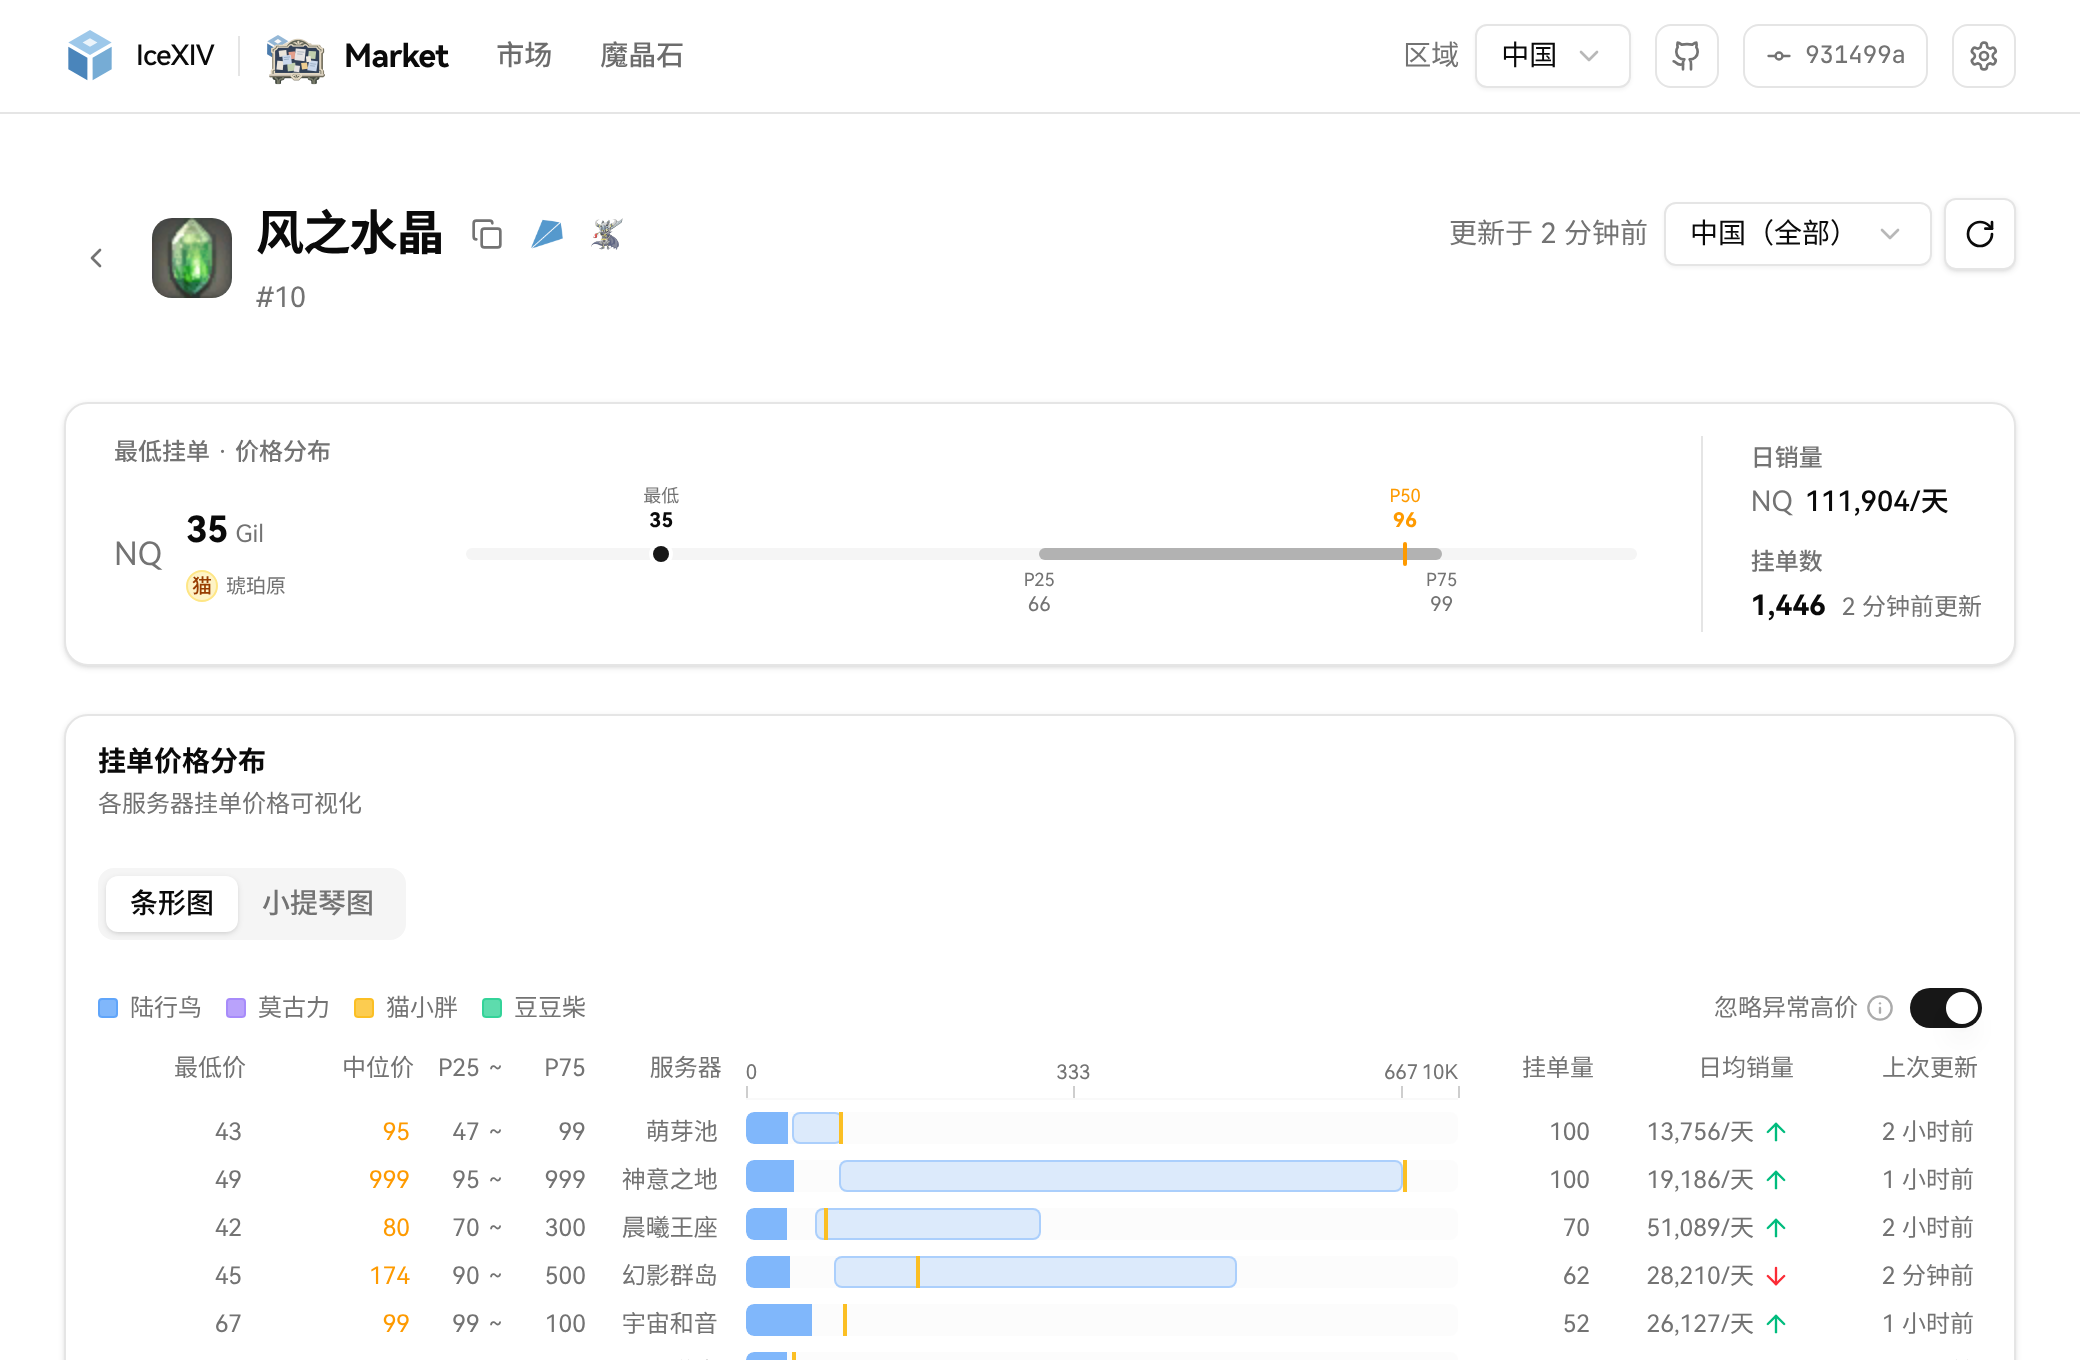 IceXIV Market 市场 魔晶石 区域 中国 931499a
风之水晶
#10
更新于 2 分钟前 中国（全部）
最低挂单 · 价格分布
NQ
35 Gil
猫 琥珀原
最低
35
P50
96
P25
66
P75
99
日销量
NQ 111,904/天
挂单数
1,446 2 分钟前更新
挂单价格分布
各服务器挂单价格可视化
条形图 小提琴图
陆行鸟 莫古力 猫小胖 豆豆柴 忽略异常高价
最低价 中位价 P25 ~ P75 服务器 0 333 667 10K 挂单量 日均销量 上次更新
43 95 47 ~ 99 萌芽池 100 13,756/天 2 小时前
49 999 95 ~ 999 神意之地 100 19,186/天 1 小时前
42 80 70 ~ 300 晨曦王座 70 51,089/天 2 小时前
45 174 90 ~ 500 幻影群岛 62 28,210/天 2 分钟前
67 99 99 ~ 100 宇宙和音 52 26,127/天 1 小时前